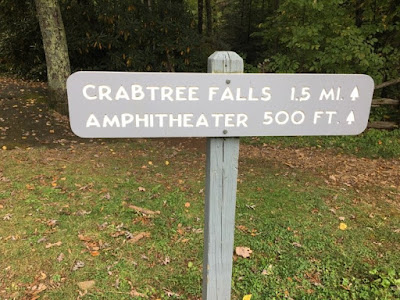 CRABTREE FALLS 1.5 MI.
AMPHITHEATER 500 FT.